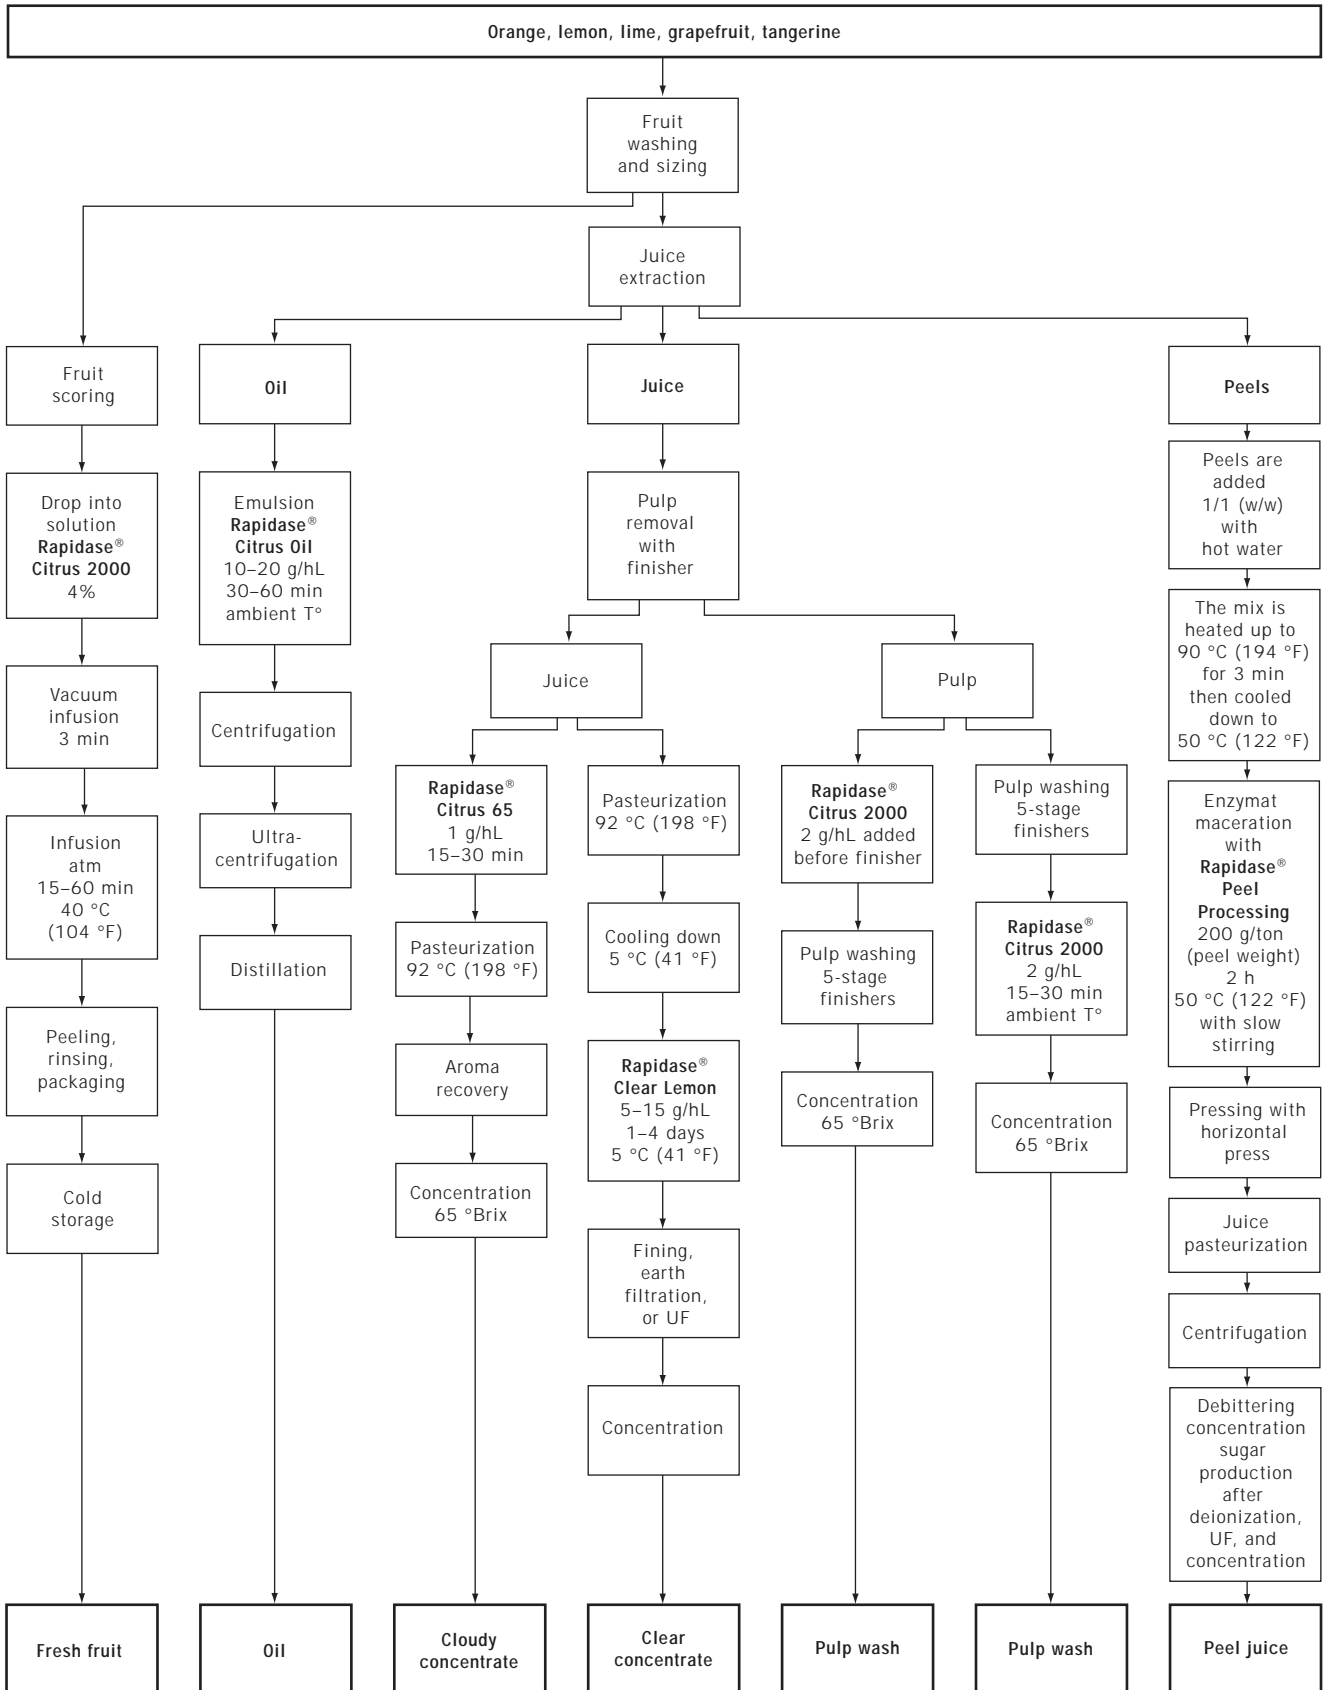 Orange, lemon, lime, grapefruit, tangerine
Fruit
washing
and sizing
Juice
extraction
Fruit
scoring
Drop into
solution
Rapidase®
Citrus 2000
4%
Vacuum
infusion
3 min
Infusion
atm
15–60 min
40 °C
(104 °F)
Peeling,
rinsing,
packaging
Cold
storage
Fresh fruit
Oil
Emulsion
Rapidase®
Citrus Oil
10–20 g/hL
30–60 min
ambient T°
Centrifugation
Ultra-
centrifugation
Distillation
Oil
Juice
Pulp
removal
with
finisher
Juice
Rapidase®
Citrus 65
1 g/hL
15–30 min
Pasteurization
92 °C (198 °F)
Aroma
recovery
Concentration
65 °Brix
Cloudy
concentrate
Pasteurization
92 °C (198 °F)
Cooling down
5 °C (41 °F)
Rapidase®
Clear Lemon
5–15 g/hL
1–4 days
5 °C (41 °F)
Fining,
earth
filtration,
or UF
Concentration
Clear
concentrate
Pulp
Rapidase®
Citrus 2000
2 g/hL added
before finisher
Pulp washing
5-stage
finishers
Concentration
65 °Brix
Pulp wash
Pulp washing
5-stage
finishers
Rapidase®
Citrus 2000
2 g/hL
15–30 min
ambient T°
Concentration
65 °Brix
Pulp wash
Peels
Peels are
added
1/1 (w/w)
with
hot water
The mix is
heated up to
90 °C (194 °F)
for 3 min
then cooled
down to
50 °C (122 °F)
Enzymat
maceration
with
Rapidase®
Peel
Processing
200 g/ton
(peel weight)
2 h
50 °C (122 °F)
with slow
stirring
Pressing with
horizontal
press
Juice
pasteurization
Centrifugation
Debittering
concentration
sugar
production
after
deionization,
UF, and
concentration
Peel juice